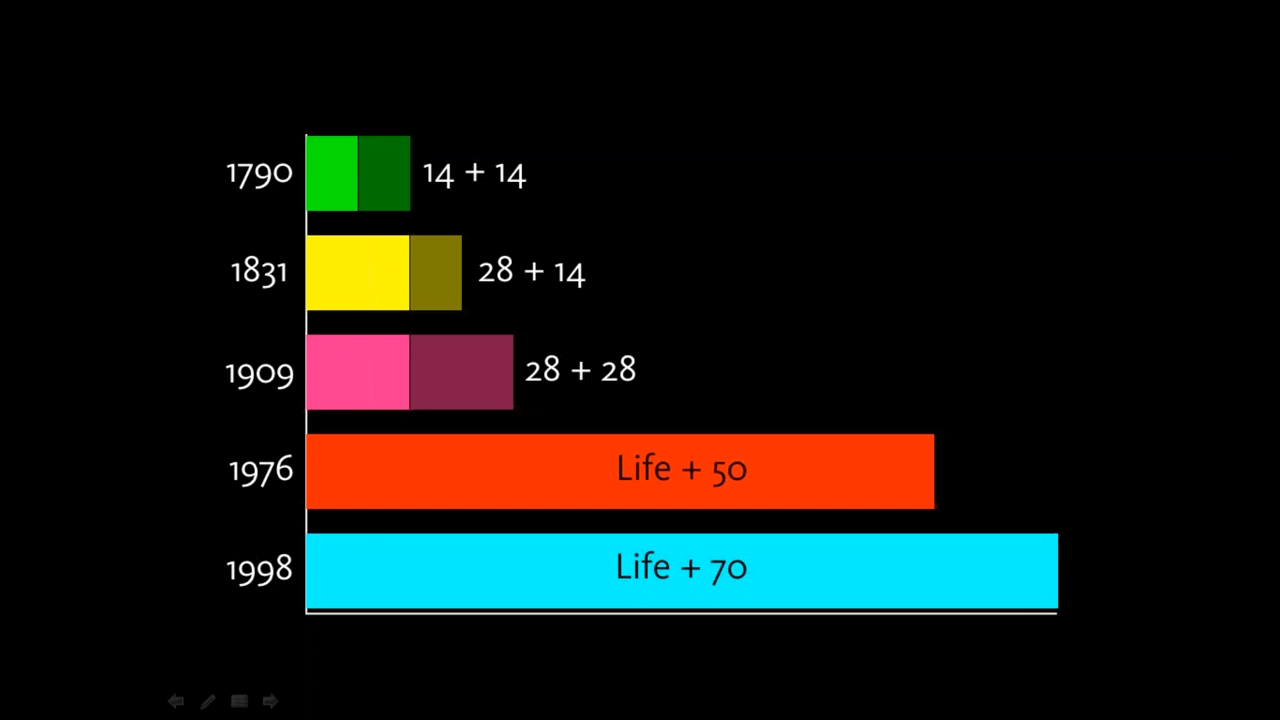 1790 14 + 14
1831 28 + 14
1909 28 + 28
1976 Life + 50
1998 Life + 70